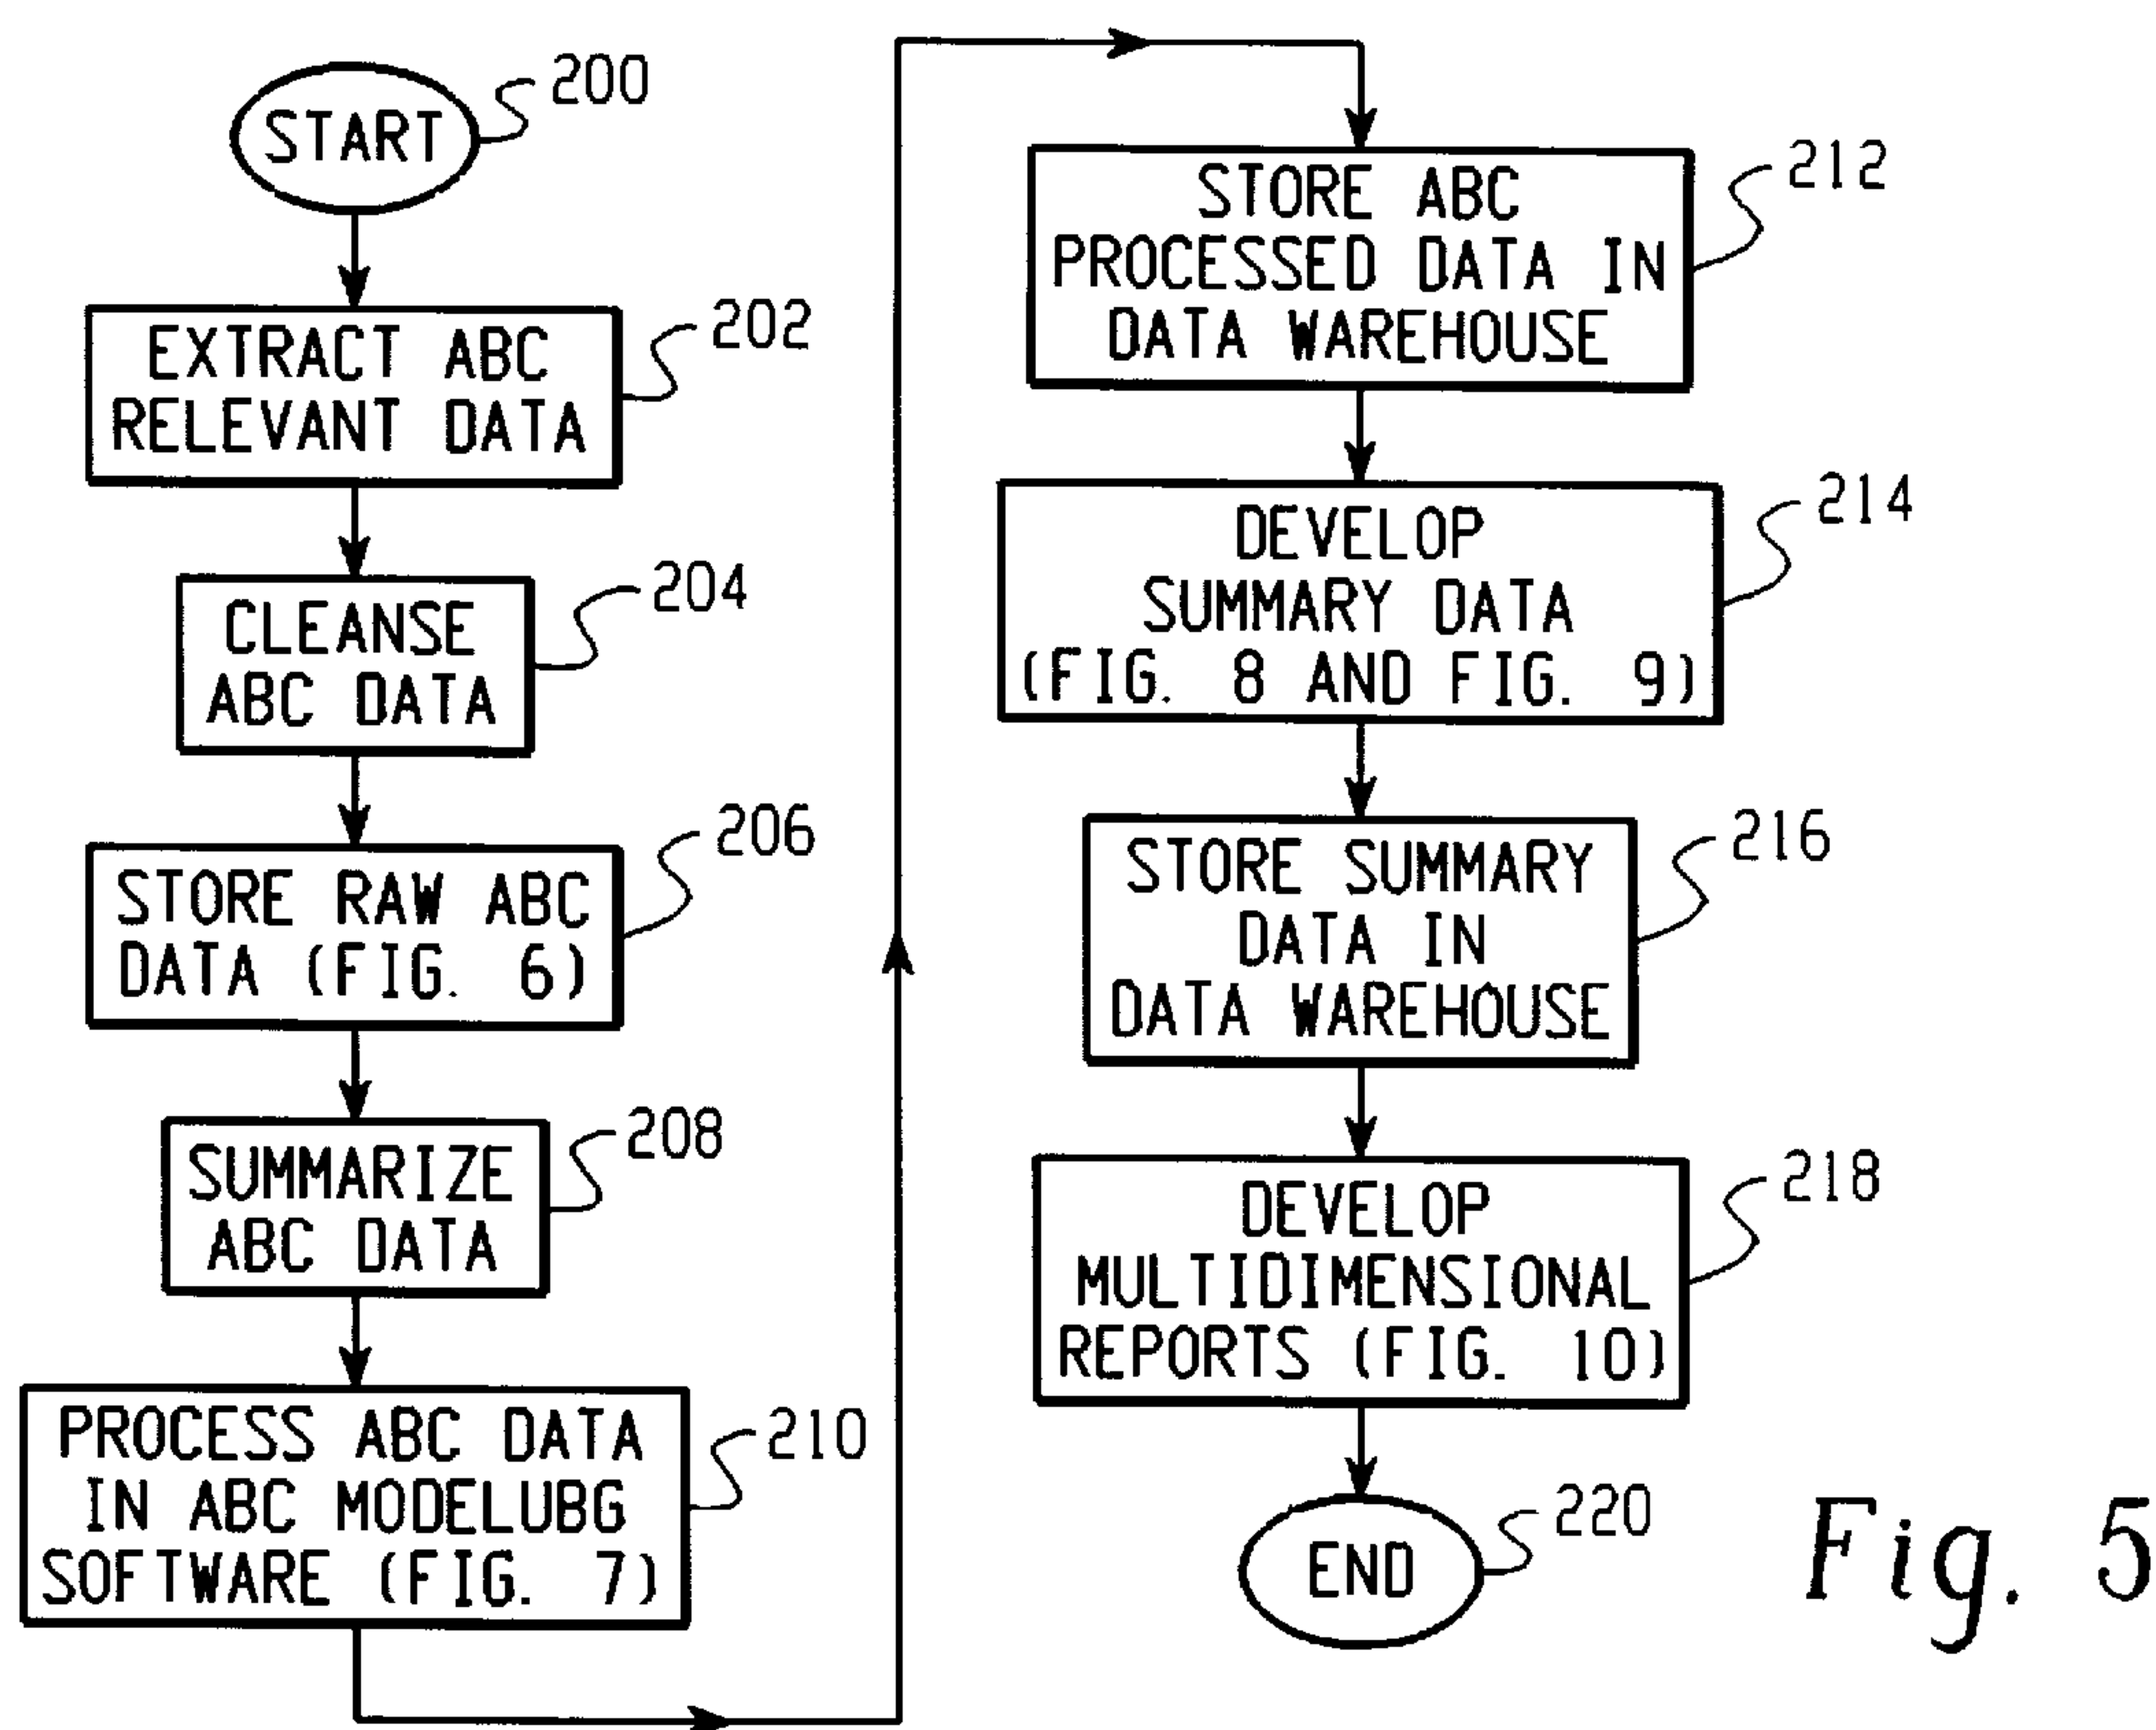 START
200
EXTRACT ABC
RELEVANT DATA
202
CLEANSE
ABC DATA
204
STORE RAW ABC
DATA (FIG. 6)
206
SUMMARIZE
ABC DATA
208
PROCESS ABC DATA
IN ABC MODELUBG
SOFTWARE (FIG. 7)
210
STORE ABC
PROCESSED DATA IN
DATA WAREHOUSE
212
DEVELOP
SUMMARY DATA
(FIG. 8 AND FIG. 9)
214
STORE SUMMARY
DATA IN
DATA WAREHOUSE
216
DEVELOP
MULTIDIMENSIONAL
REPORTS (FIG. 10)
218
END
220
Fig. 5